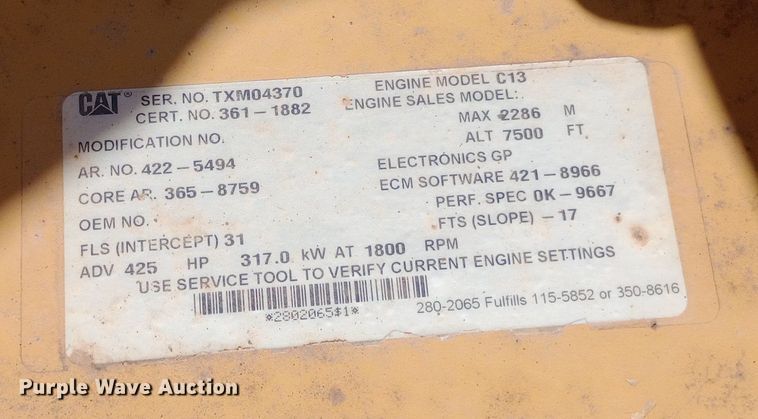 CAT® SER. NO. TXM04370 ENGINE MODEL C13
CERT. NO. 361-1882 ENGINE SALES MODEL:.
MODIFICATION NO. MAX 2286 M
ALT 7500 FT
AR. NO. 422-5494 ELECTRONICS GP
CORE AR. 365-8759 ECM SOFTWARE 421-8966
OEM NO. PERF. SPEC 0K-9667
FLS (INTERCEPT) 31 FTS (SLOPE) -17
ADV 425 HP 317.0 kW AT 1800 RPM
USE SERVICE TOOL TO VERIFY CURRENT ENGINE SETTINGS
*2802065$1* 280-2065 Fulfills 115-5852 or 350-8616
Purple Wave Auction